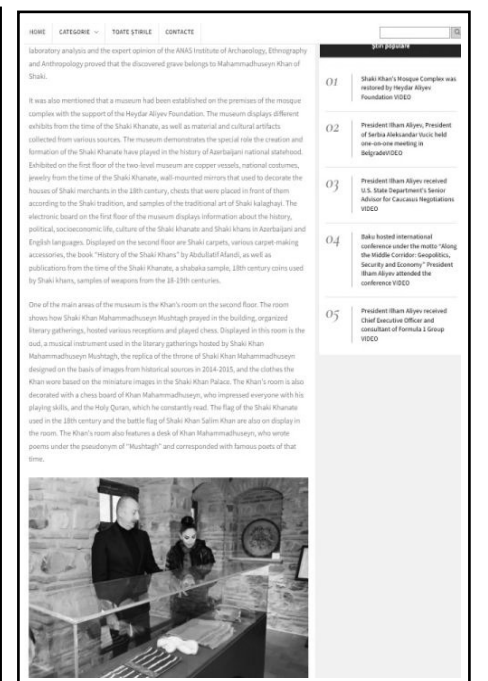 HOME CATEGORIE TOATE ȘTIRILE CONTACTE
laboratory analysis and the expert opinion of the ANAS Institute of Archaeology, Ethnography
and Anthropology proved that the discovered grave belongs to Mahammadhuseyn Khan of
Shaki.
It was also mentioned that a museum had been established on the premises of the mosque
complex with the support of the Heydar Aliyev Foundation. The museum displays different
exhibits from the time of the Shaki Khanate, as well as material and cultural artifacts
collected from various sources. The museum demonstrates the special role the creation and
formation of the Shaki Khanate have played in the history of Azerbaijani national statehood.
Exhibited on the first floor of the two-level museum are copper vessels, national costumes,
jewelry from the time of the Shaki Khanate, wall-mounted mirrors that used to decorate the
houses of Shaki merchants in the 18th century, chests that were placed in front of them
according to the Shaki tradition, and samples of the traditional art of Shaki kalaghayi. The
electronic board on the first floor of the museum displays information about the history,
political, socioeconomic life, culture of the Shaki khanate and Shaki khans in Azerbaijani and
English languages. Displayed on the second floor are Shaki carpets, various carpet-making
accessories, the book "History of the Shaki Khans" by Abdullatif Afandi, as well as
publications from the time of the Shaki Khanate, a shabaka sample, 18th century coins used
by Shaki khans, samples of weapons from the 18-19th centuries.
One of the main areas of the museum is the Khan's room on the second floor. The room
shows how Shaki Khan Mahammadhuseyn Mushtagh prayed in the building, organized
literary gatherings, hosted various receptions and played chess. Displayed in this room is the
oud, a musical instrument used in the literary gatherings hosted by Shaki Khan
Mahammadhuseyn Mushtagh, the replica of the throne of Shaki Khan Mahammadhuseyn
designed on the basis of images from historical sources in 2014-2015, and the clothes the
Khan wore based on the miniature images in the Shaki Khan Palace. The Khan's room is also
decorated with a chess board of Khan Mahammadhuseyn, who impressed everyone with his
playing skills, and the Holy Quran, which he constantly read. The flag of the Shaki Khanate
used in the 18th century and the battle flag of Shaki Khan Salim Khan are also on display in
the room. The Khan's room also features a desk of Khan Mahammadhuseyn, who wrote
poems under the pseudonym of "Mushtagh" and corresponded with famous poets of that
time.
Știri populare
01
Shaki Khan's Mosque Complex was
restored by Heydar Aliyev
Foundation VIDEO
02
President Ilham Aliyev, President
of Serbia Aleksandar Vucic held
one-on-one meeting in
BelgradeVIDEO
03
President Ilham Aliyev received
U.S. State Department's Senior
Advisor for Caucasus Negotiations
VIDEO
04
Baku hosted international
conference under the motto "Along
the Middle Corridor: Geopolitics,
Security and Economy" President
Ilham Aliyev attended the
conference VIDEO
05
President Ilham Aliyev received
Chief Executive Officer and
consultant of Formula 1 Group
VIDEO